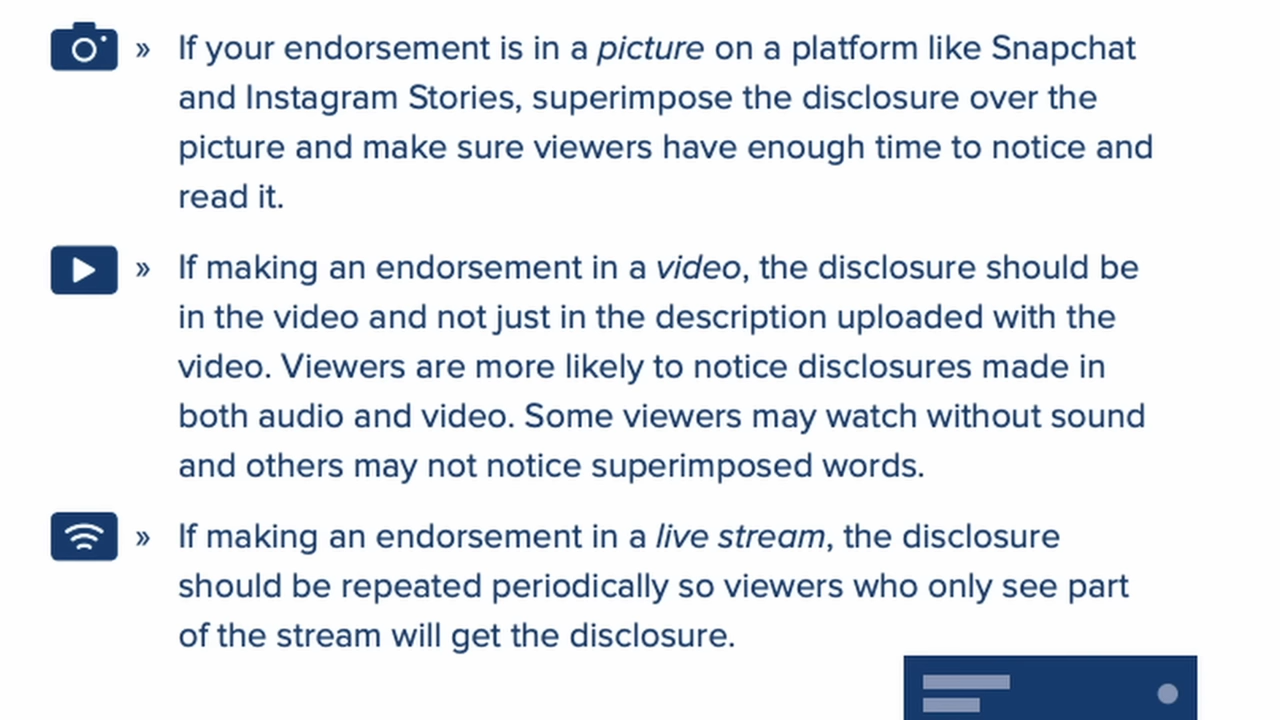 » If your endorsement is in a picture on a platform like Snapchat
and Instagram Stories, superimpose the disclosure over the
picture and make sure viewers have enough time to notice and
read it.
» If making an endorsement in a video, the disclosure should be
in the video and not just in the description uploaded with the
video. Viewers are more likely to notice disclosures made in
both audio and video. Some viewers may watch without sound
and others may not notice superimposed words.
» If making an endorsement in a live stream, the disclosure
should be repeated periodically so viewers who only see part
of the stream will get the disclosure.